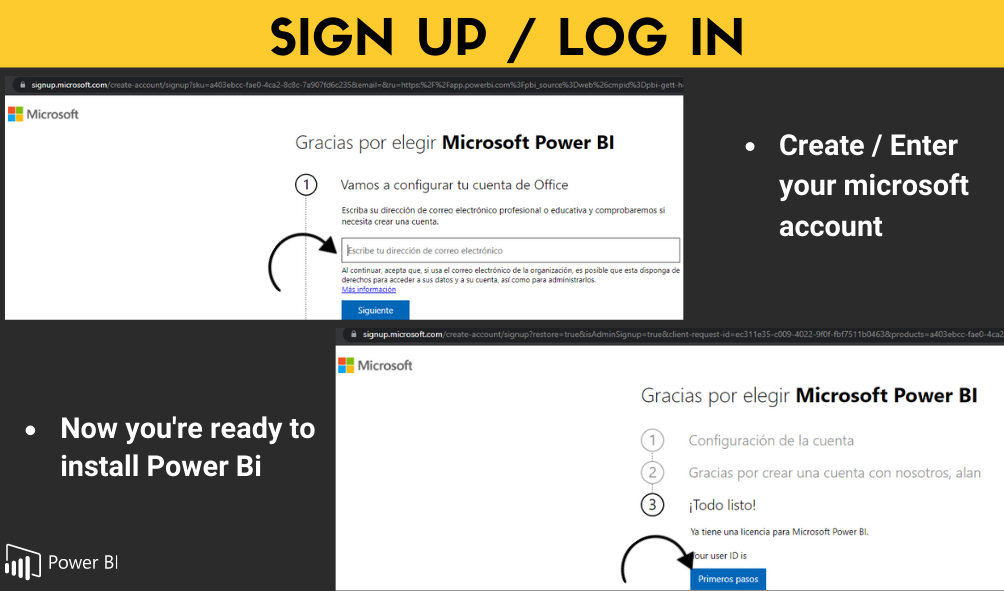 SIGN UP / LOG IN
signup.microsoft.com/create-account/signup?sku=a403ebcc-fae0-4ca2-8c8c-7a907fd6c235&email=&ru=https:%2F%2Fapp.powerbi.com%3Fpbi_source%3Dweb%26cmpid%3Dpbi-gett-h
Microsoft
Gracias por elegir Microsoft Power BI
1 Vamos a configurar tu cuenta de Office
Escriba su dirección de correo electrónico profesional o educativa y comprobaremos si
necesita crear una cuenta.
Escribe tu dirección de correo electrónico
Al continuar, acepta que, si usa el correo electrónico de la organización, es posible que esta disponga de
derechos para acceder a sus datos y a su cuenta, así como para administrarlos.
Más información
Siguiente
• Create / Enter
your microsoft
account
signup.microsoft.com/create-account/signup?restore=true&isAdminSignup=true&client-request-id=ec311e35-c009-4022-9f0f-fbf7511b0463&products=a403ebcc-fae0-4ca2
Microsoft
Gracias por elegir Microsoft Power BI
1 Configuración de la cuenta
2 Gracias por crear una cuenta con nosotros, alan
3 ¡Todo listo!
Ya tiene una licencia para Microsoft Power BI.
Your user ID is
Primeros pasos
• Now you're ready to
install Power Bi
Power BI